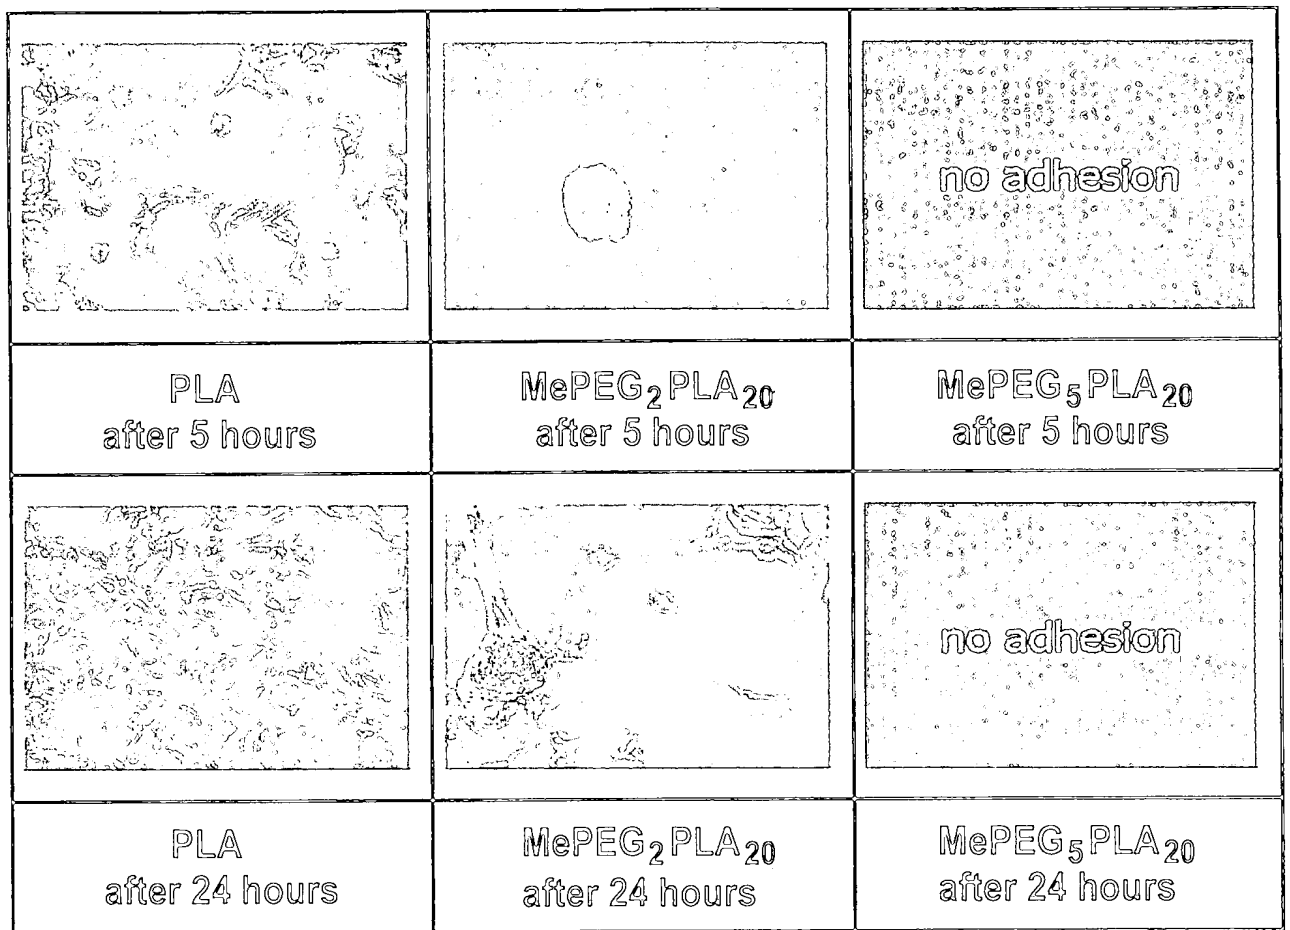 no adhesion
PLA
after 5 hours
MePEG₂PLA₂₀
after 5 hours
MePEG₅PLA₂₀
after 5 hours
no adhesion
PLA
after 24 hours
MePEG₂PLA₂₀
after 24 hours
MePEG₅PLA₂₀
after 24 hours